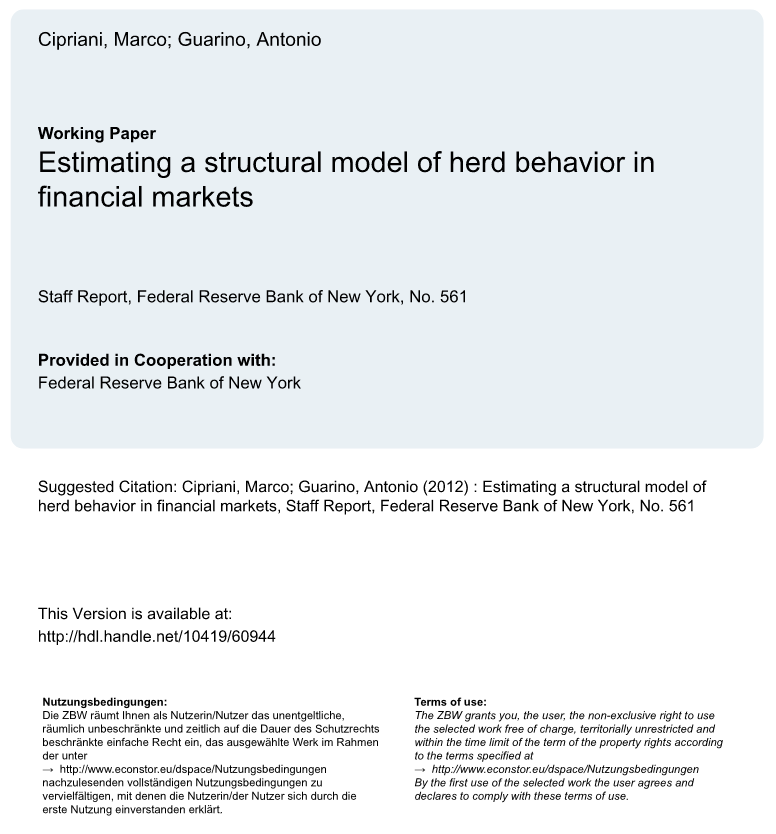 Cipriani, Marco; Guarino, Antonio
Working Paper
Estimating a structural model of herd behavior in
financial markets
Staff Report, Federal Reserve Bank of New York, No. 561
Provided in Cooperation with:
Federal Reserve Bank of New York
Suggested Citation: Cipriani, Marco; Guarino, Antonio (2012) : Estimating a structural model of
herd behavior in financial markets, Staff Report, Federal Reserve Bank of New York, No. 561
This Version is available at:
http://hdl.handle.net/10419/60944
Nutzungsbedingungen:
Die ZBW räumt Ihnen als Nutzerin/Nutzer das unentgeltliche,
räumlich unbeschränkte und zeitlich auf die Dauer des Schutzrechts
beschränkte einfache Recht ein, das ausgewählte Werk im Rahmen
der unter
→ http://www.econstor.eu/dspace/Nutzungsbedingungen
nachzulesenden vollständigen Nutzungsbedingungen zu
vervielfältigen, mit denen die Nutzerin/der Nutzer sich durch die
erste Nutzung einverstanden erklärt.
Terms of use:
The ZBW grants you, the user, the non-exclusive right to use
the selected work free of charge, territorially unrestricted and
within the time limit of the term of the property rights according
to the terms specified at
→ http://www.econstor.eu/dspace/Nutzungsbedingungen
By the first use of the selected work the user agrees and
declares to comply with these terms of use.